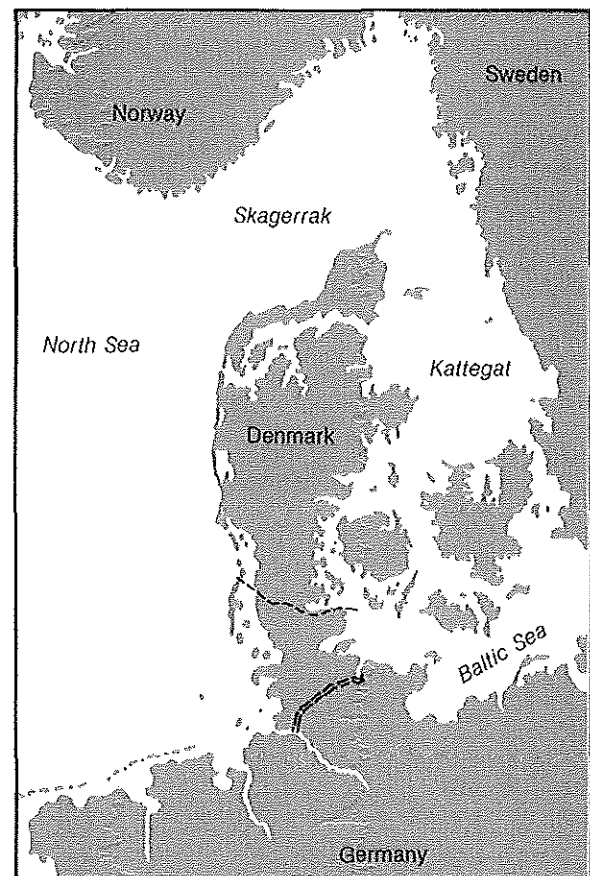 Sweden
Norway
Skagerrak
North Sea
Kattegat
Denmark
Baltic Sea
Germany